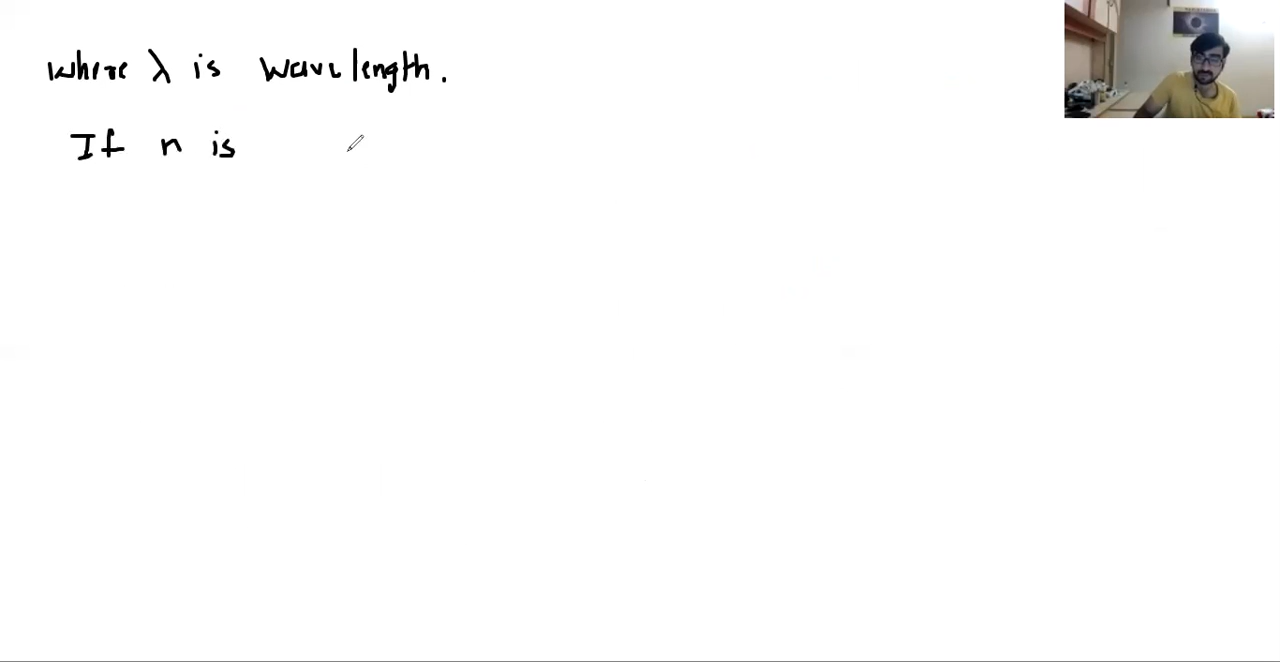 where λ is wavelength.
If n is